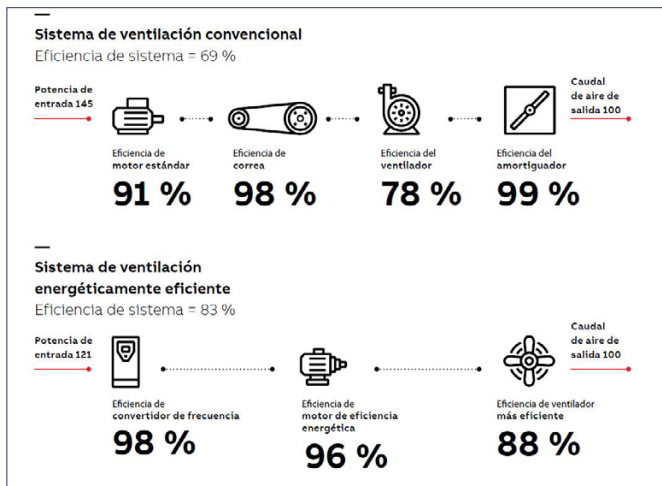 Sistema de ventilación convencional
Eficiencia de sistema = 69 %
Potencia de
entrada 145
Caudal
de aire de
salida 100
Eficiencia de
motor estándar
91 %
Eficiencia de
correa
98 %
Eficiencia del
ventilador
78 %
Eficiencia del
amortiguador
99 %
Sistema de ventilación
energéticamente eficiente
Eficiencia de sistema = 83 %
Potencia de
entrada 121
Caudal
de aire de
salida 100
Eficiencia de
convertidor de frecuencia
98 %
Eficiencia de
motor de eficiencia
energética
96 %
Eficiencia de ventilador
más eficiente
88 %